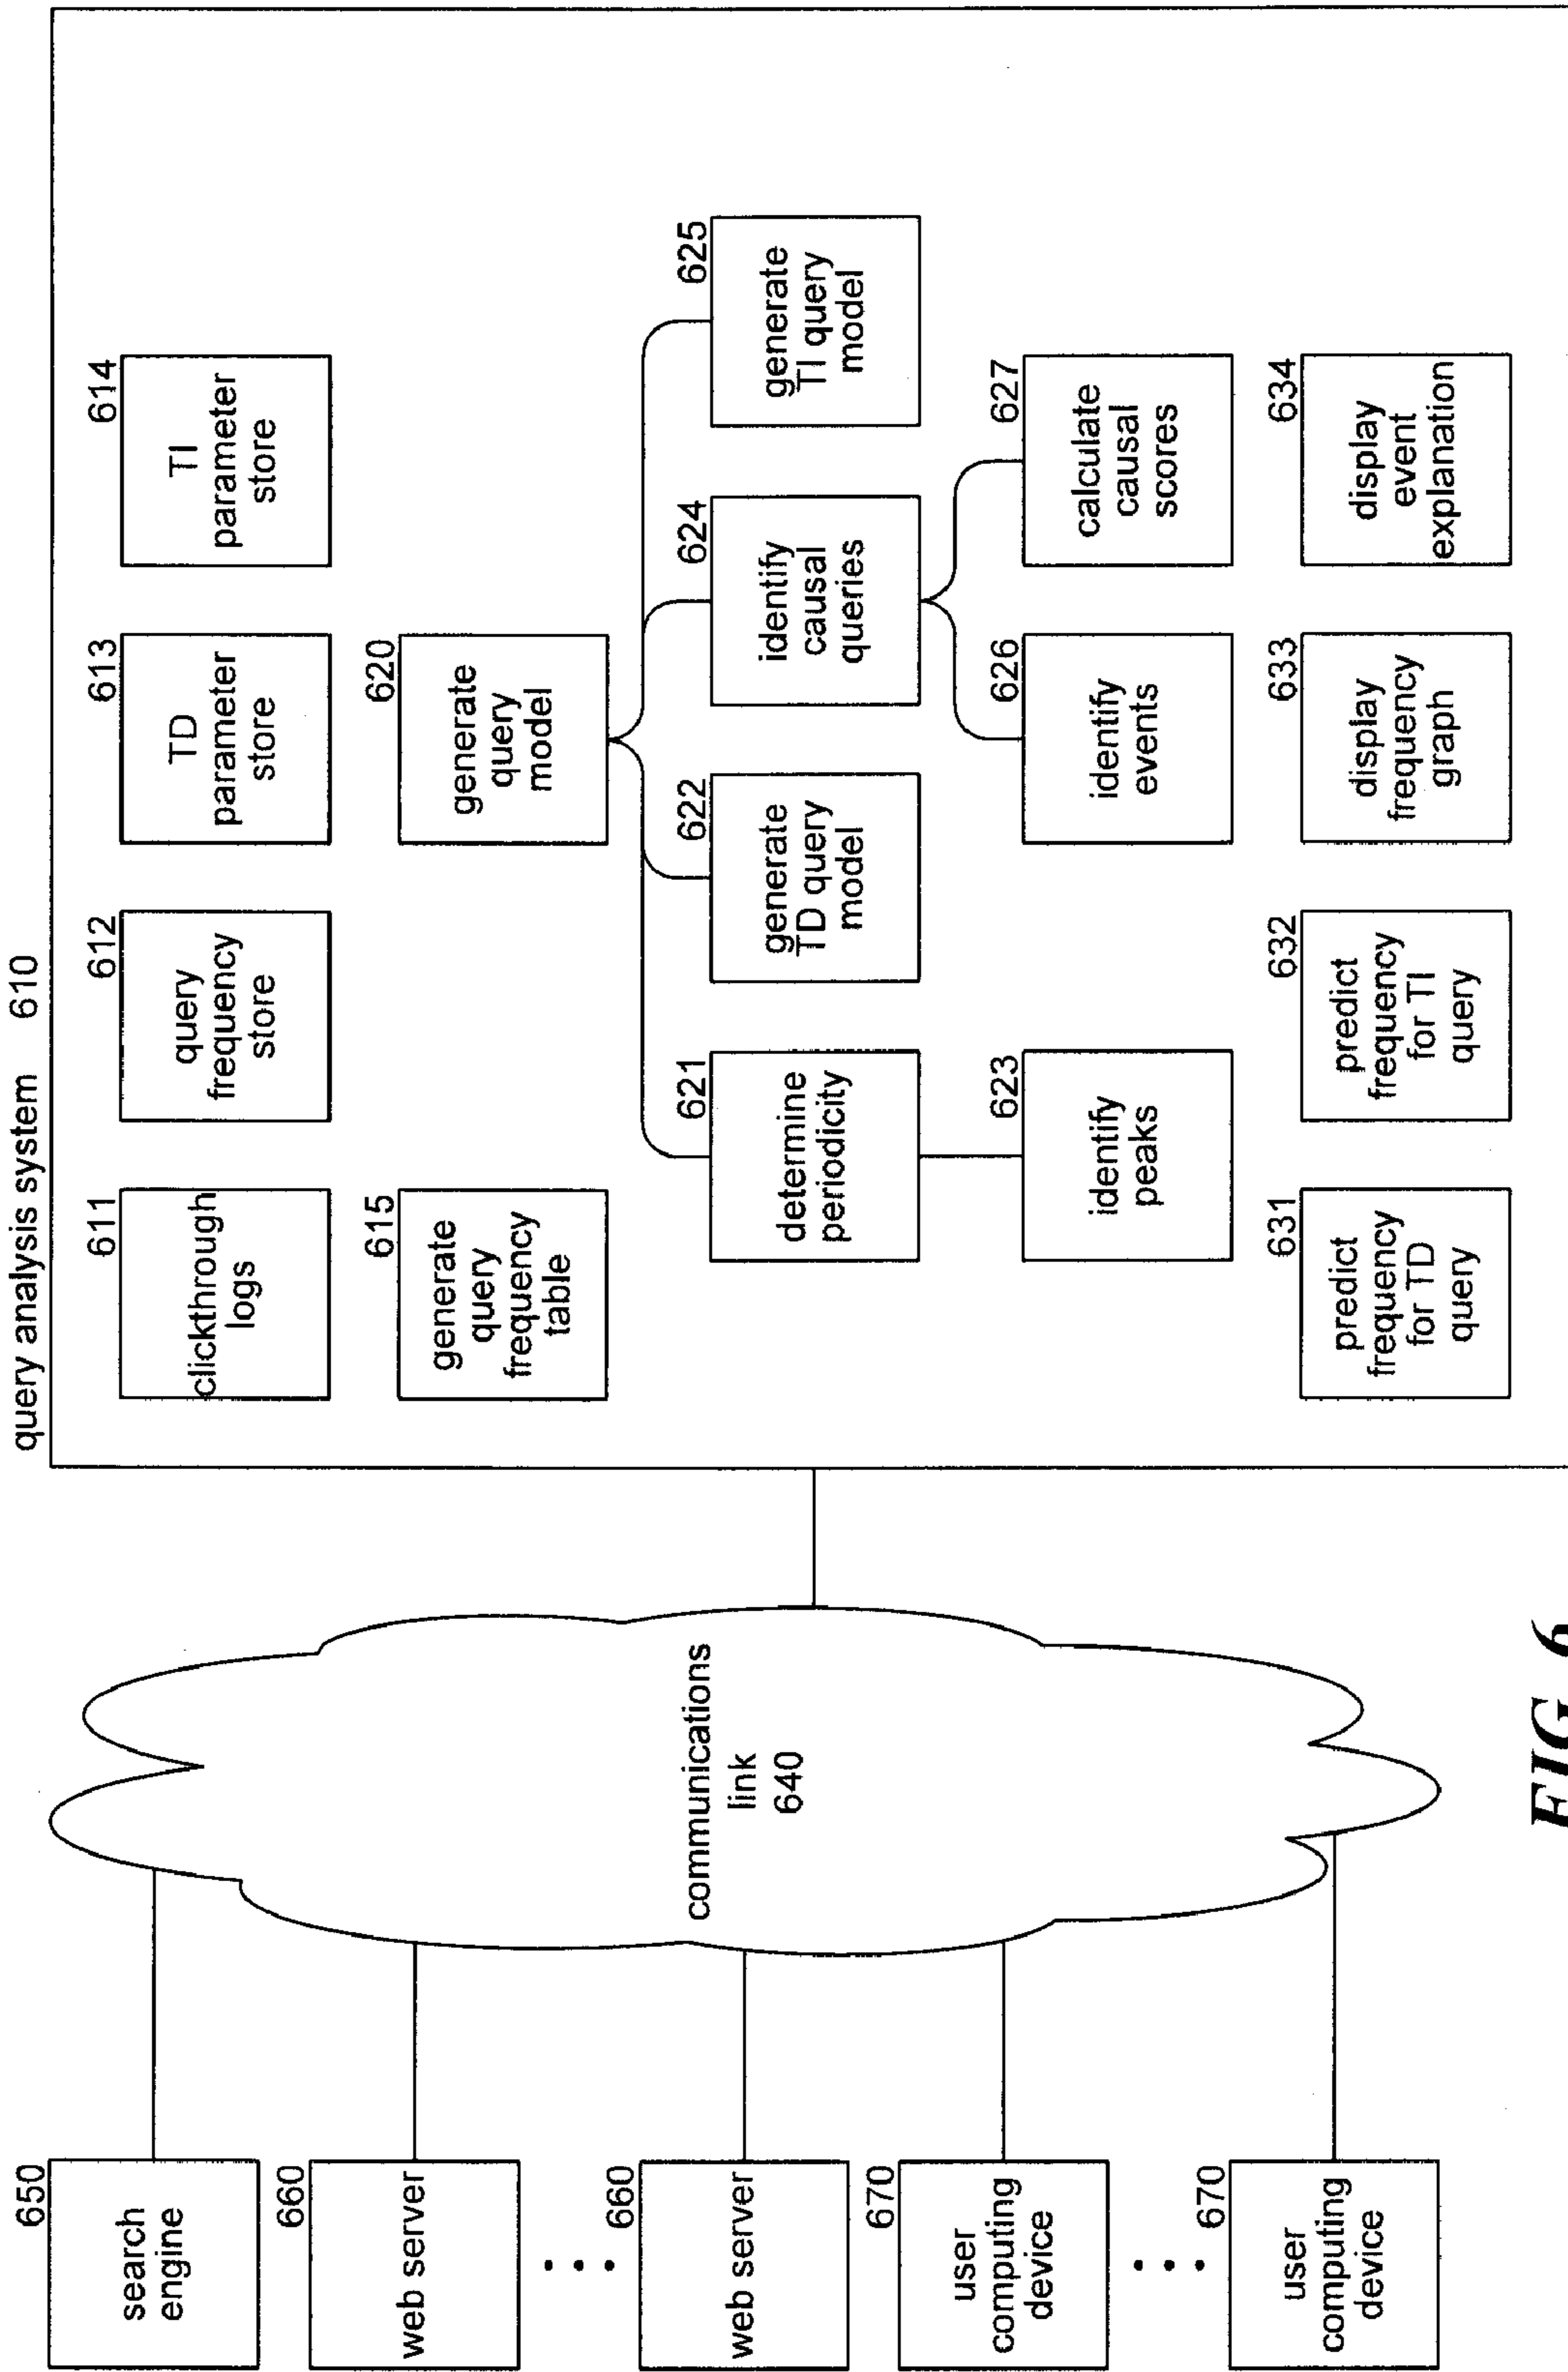 query analysis system 610
611
clickthrough
logs
612
query
frequency
store
613
TD
parameter
store
614
TI
parameter
store
615
generate
query
frequency
table
620
generate
query
model
621
determine
periodicity
622
generate
TD query
model
624
identify
causal
queries
625
generate
TI query
model
623
identify
peaks
626
identify
events
627
calculate
causal
scores
631
predict
frequency
for TD
query
632
predict
frequency
for TI
query
633
display
frequency
graph
634
display
event
explanation
communications
link
640
650
search
engine
660
web server
660
web server
670
user
computing
device
670
user
computing
device
FIG. 6